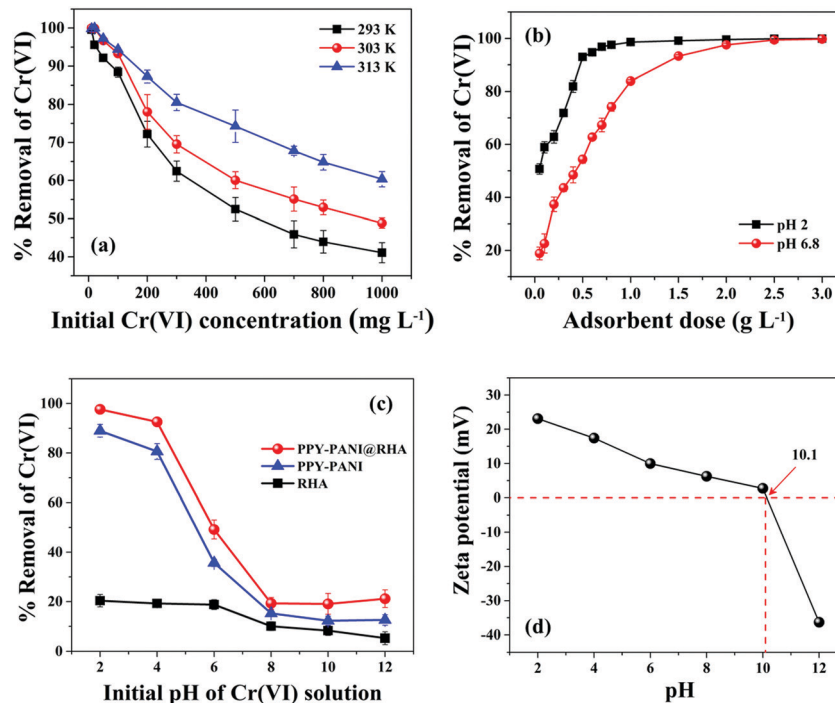 100
90
80
70
60
50
40
0 200 400 600 800 1000
% Removal of Cr(VI)
Initial Cr(VI) concentration (mg L-1)
293 K
303 K
313 K
(a)
100
80
60
40
20
0.0 0.5 1.0 1.5 2.0 2.5 3.0
% Removal of Cr(VI)
Adsorbent dose (g L-1)
(b)
pH 2
pH 6.8
100
80
60
40
20
0
2 4 6 8 10 12
% Removal of Cr(VI)
Initial pH of Cr(VI) solution
(c)
PPY-PANI@RHA
PPY-PANI
RHA
30
20
10
0
-10
-20
-30
-40
2 4 6 8 10 12
Zeta potential (mV)
pH
10.1
(d)